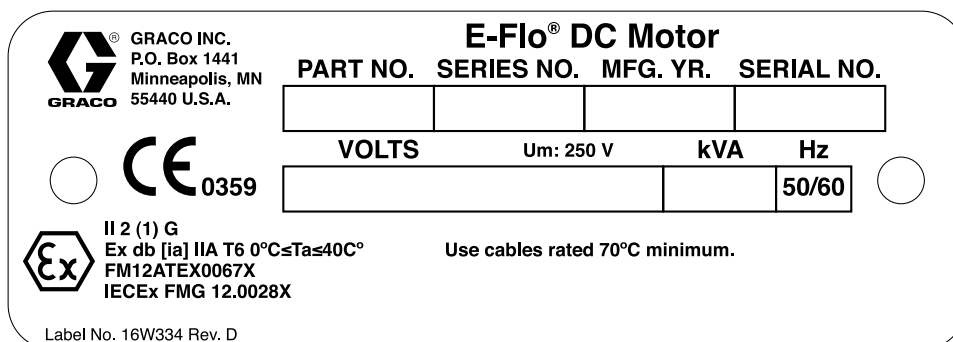 GRACO
®
GRACO INC.
P.O. Box 1441
Minneapolis, MN
55440 U.S.A.
E-Flo® DC Motor
PART NO. SERIES NO. MFG. YR. SERIAL NO.
VOLTS Um: 250 V kVA Hz
50/60
CE 0359
Ex
II 2 (1) G
Ex db [ia] IIA T6 0°C≤Ta≤40C°
FM12ATEX0067X
IECEx FMG 12.0028X
Use cables rated 70°C minimum.
Label No. 16W334 Rev. D